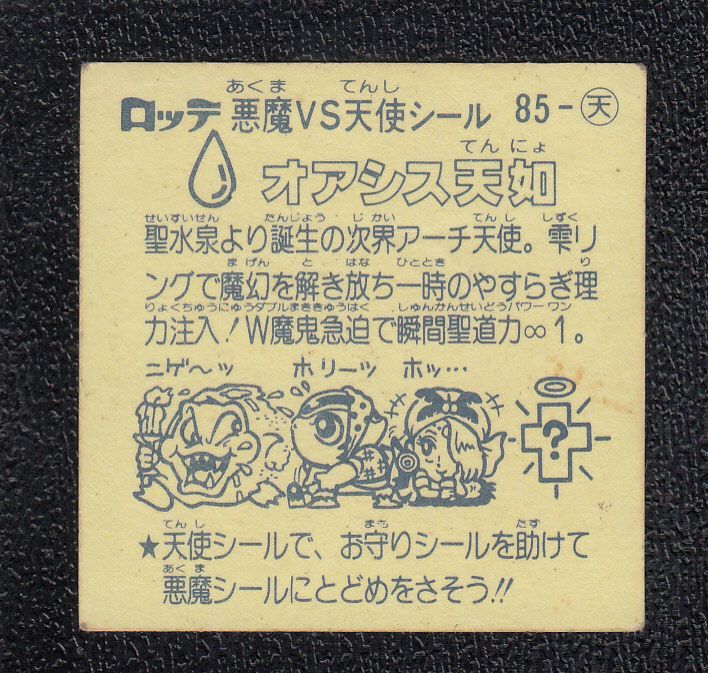 あくま てんし
ロッテ 悪魔VS天使シール 85-㊝
てんにょ
オアシス天如
せいすいせん たんじょう じかい てんし しずく
聖水泉より誕生の次界アーチ天使。雫リ
まげん と はな ひととき り
ングで魔幻を解き放ち一時のやすらぎ理
りょくちゅうにゅう ダブルまききゅうはく しゅんかんせいどうパワー ワン
力注入!W魔鬼急迫で瞬間聖道力∞1。
ニゲ〜ッ ホリーッ ホッ…
?
てんし まも たす
★天使シールで、お守りシールを助けて
あくま
悪魔シールにとどめをさそう!!